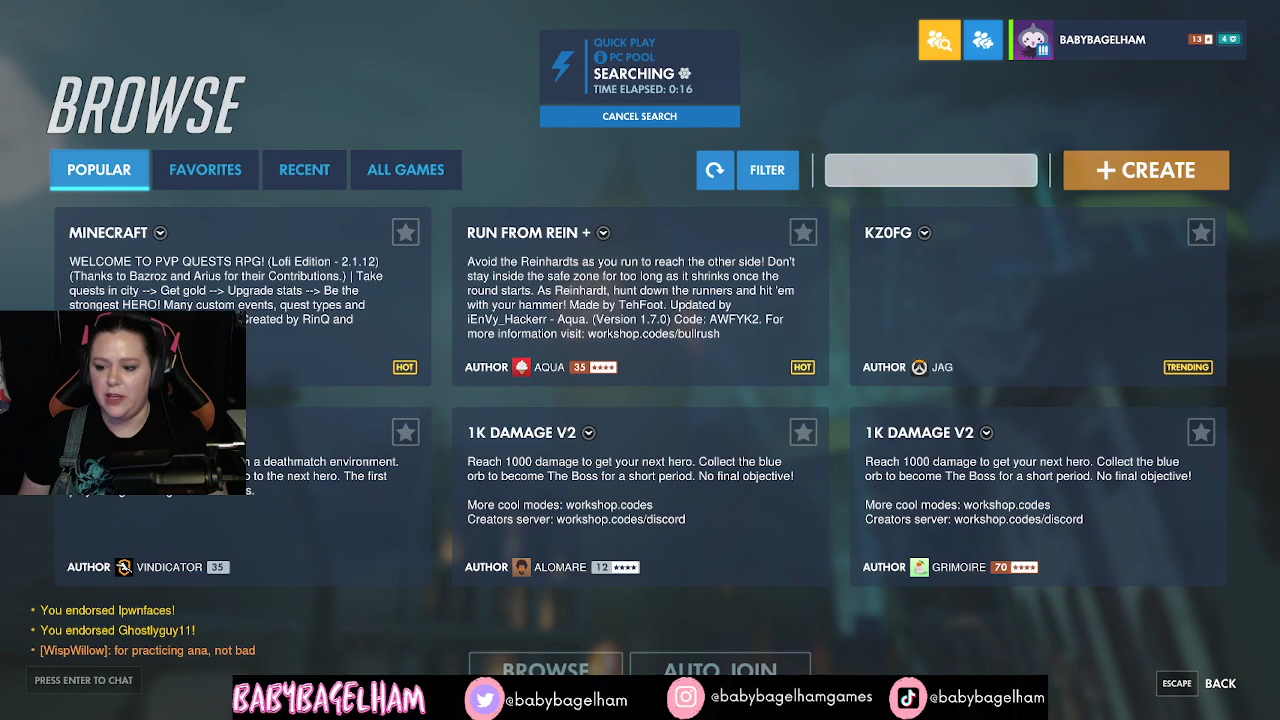 QUICK PLAY
PC POOL
SEARCHING
TIME ELAPSED: 0:16
CANCEL SEARCH
BABYBAGELHAM
13
4
BROWSE
POPULAR
FAVORITES
RECENT
ALL GAMES
FILTER
+ CREATE
MINECRAFT
WELCOME TO PVP QUESTS RPG! (Lofi Edition - 2.1.12)
(Thanks to Bazroz and Arius for their Contributions.) | Take
quests in city --> Get gold --> Upgrade stats --> Be the
strongest HERO! Many custom events, quest types and
Created by RinQ and
HOT
RUN FROM REIN +
Avoid the Reinhardts as you run to reach the other side! Don't
stay inside the safe zone for too long as it shrinks once the
round starts. As Reinhardt, hunt down the runners and hit 'em
with your hammer! Made by TehFoot. Updated by
iEnVy_Hackerr - Aqua. (Version 1.7.0) Code: AWFYK2. For
more information visit: workshop.codes/bullrush
AUTHOR AQUA 35
HOT
KZ0FG
AUTHOR JAG
TRENDING
a deathmatch environment.
to the next hero. The first
AUTHOR VINDICATOR 35
1K DAMAGE V2
Reach 1000 damage to get your next hero. Collect the blue
orb to become The Boss for a short period. No final objective!
More cool modes: workshop.codes
Creators server: workshop.codes/discord
AUTHOR ALOMARE 12
1K DAMAGE V2
Reach 1000 damage to get your next hero. Collect the blue
orb to become The Boss for a short period. No final objective!
More cool modes: workshop.codes
Creators server: workshop.codes/discord
AUTHOR GRIMOIRE 70
• You endorsed lpwnfaces!
• You endorsed Ghostlyguy11!
• [WispWillow]: for practicing ana, not bad
PRESS ENTER TO CHAT
BROWSE
AUTO JOIN
ESCAPE BACK
BABYBAGELHAM
@babybagelham
@babybagelhamgames
@babybagelham